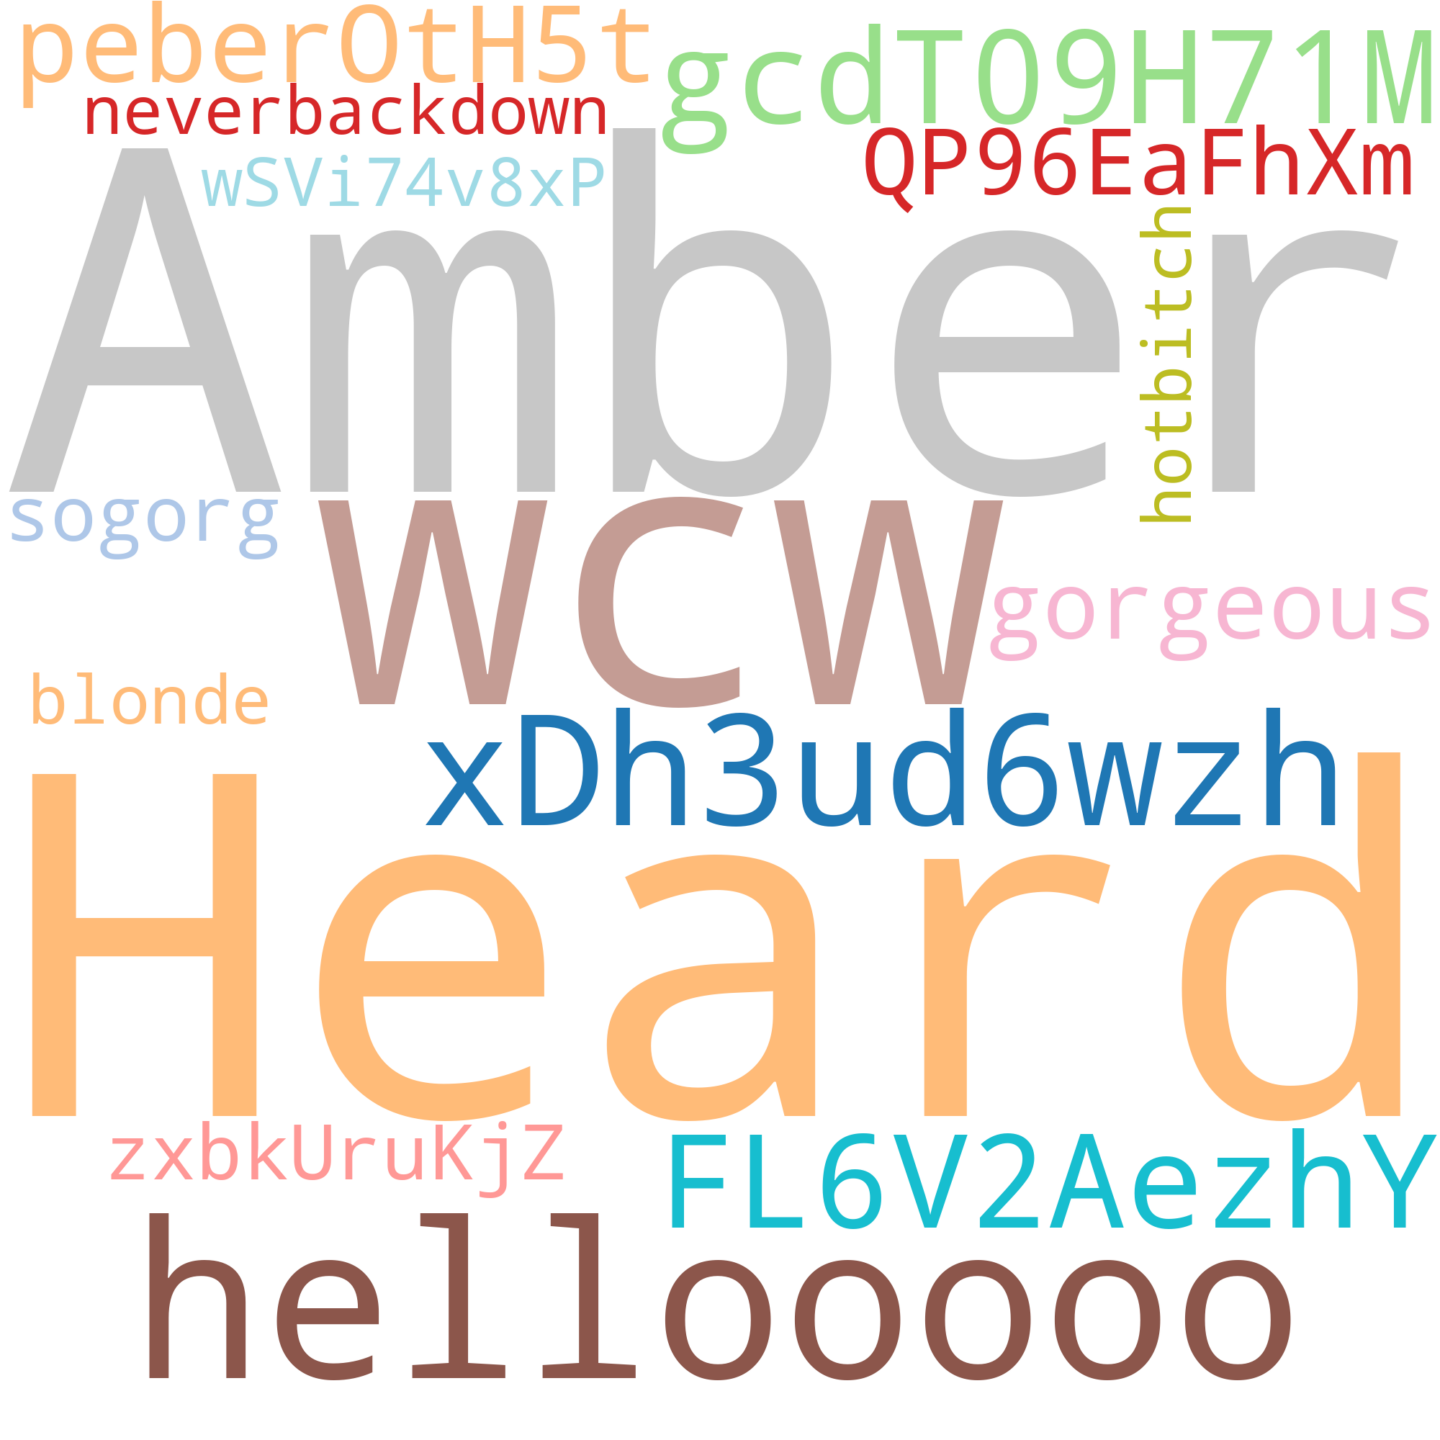 peberOtH5t
gcdT09H71M
neverbackdown
QP96EaFhXm
wSVi74v8xP
Amber
hotbitch
sogorg
wcw
gorgeous
blonde
xDh3ud6wzh
Heard
zxbkUruKjZ
FL6V2AezhY
hellooooo